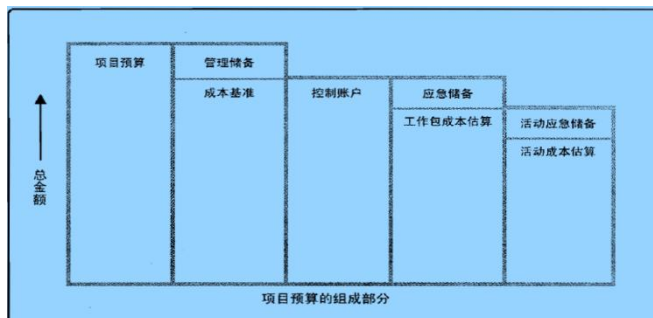 项目预算
管理储备
成本基准
控制账户
应急储备
工作包成本估算
活动应急储备
活动成本估算
总金额
项目预算的组成部分